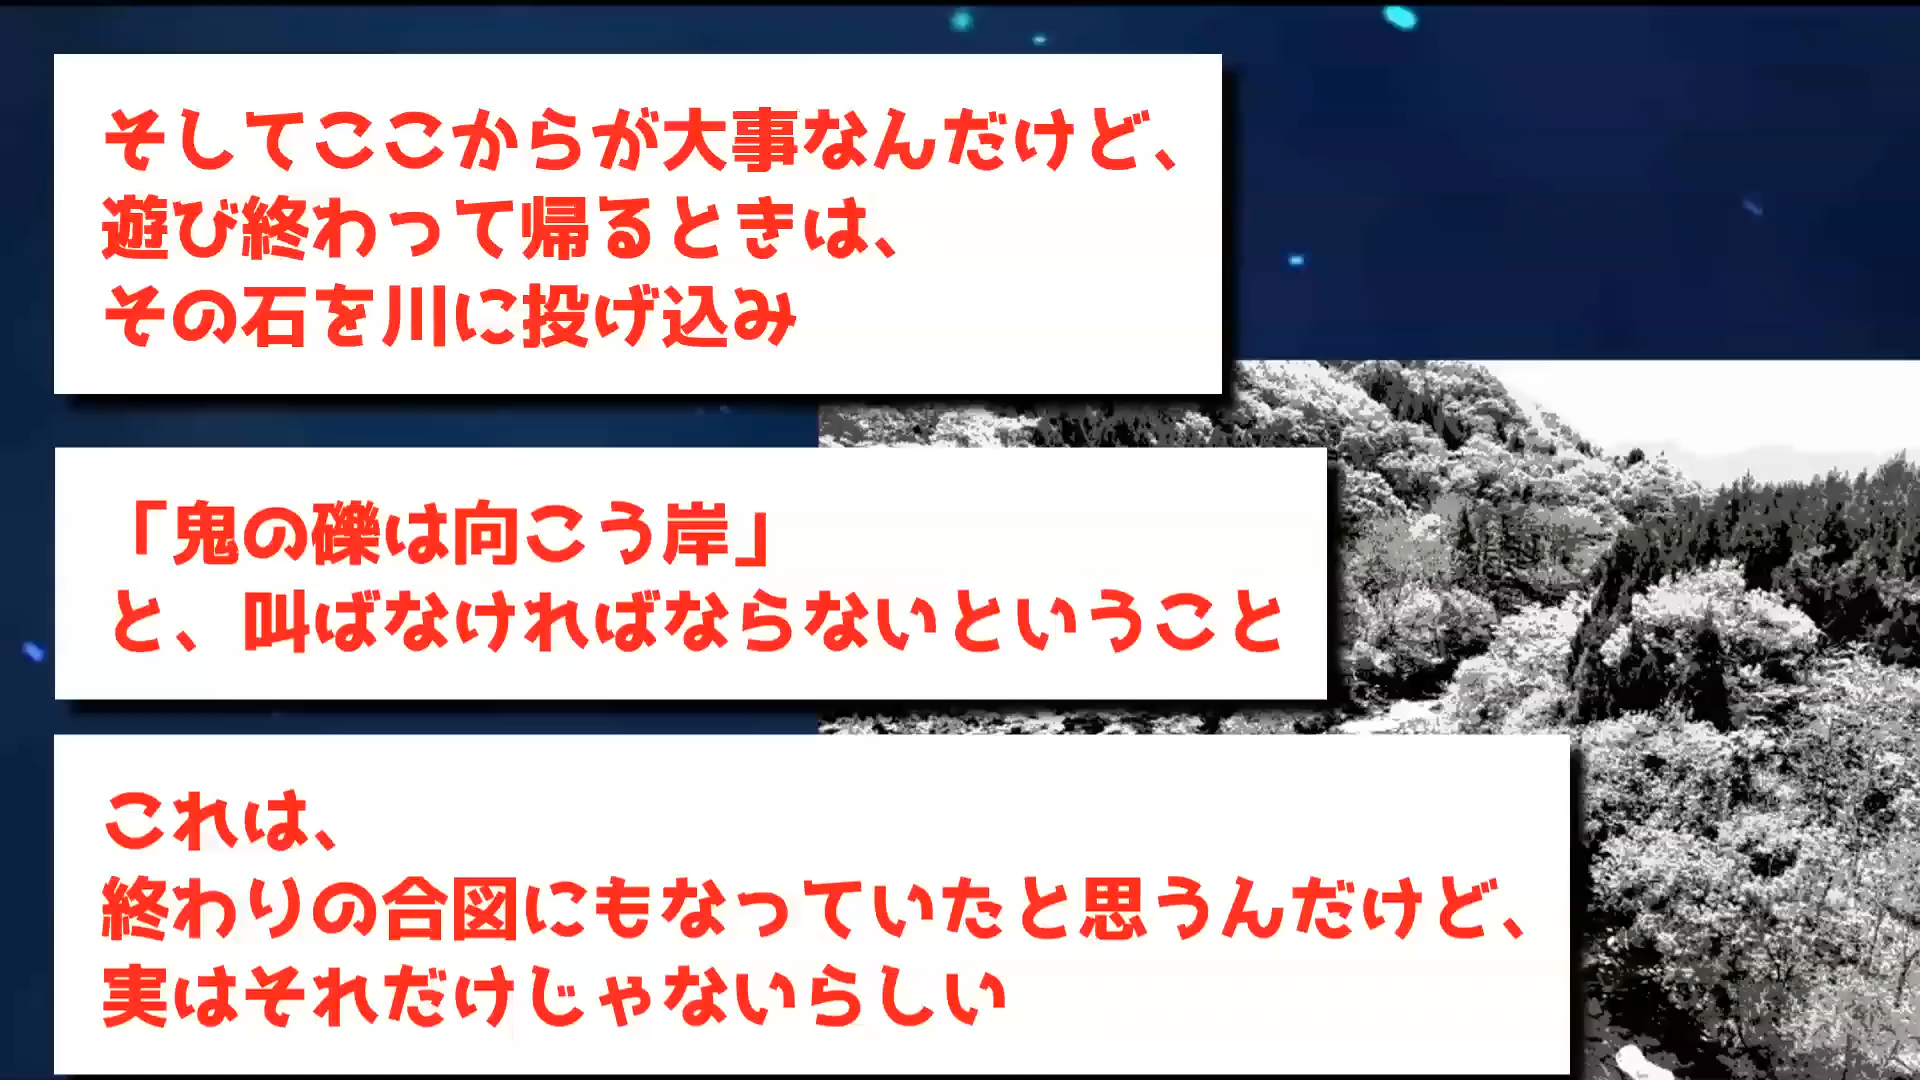 そしてここからが大事なんだけど、
遊び終わって帰るときは、
その石を川に投げ込み
「鬼の礫は向こう岸」
と、叫ばなければならないということ
これは、
終わりの合図にもなっていたと思うんだけど、
実はそれだけじゃないらしい